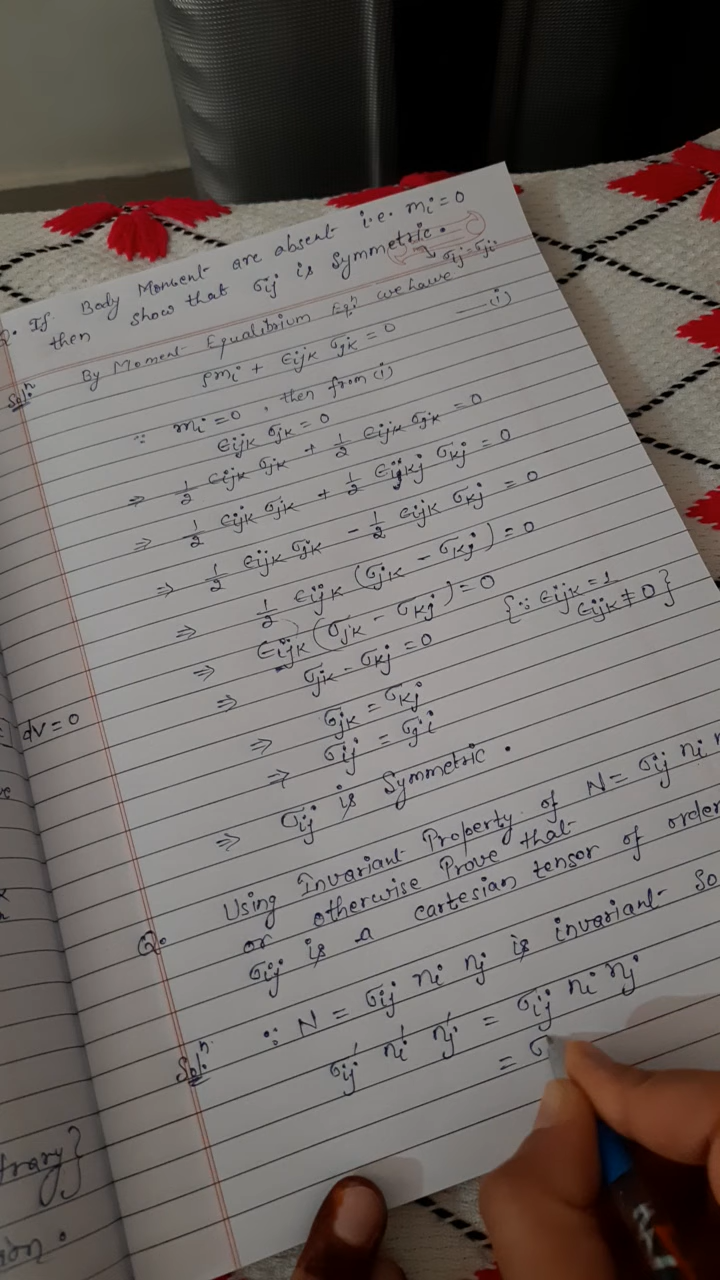 Q. If Body Moment are absent i.e. mᵢ = 0
then show that σij is Symmetric.
↘ σij = σji
Solⁿ: By Moment Equilibrium Eqⁿ we have
ρmᵢ + ϵijk σjk = 0 —(i)
∵ mᵢ = 0, then from (i)
ϵijk σjk = 0
⇒ 1/2 ϵijk σjk + 1/2 ϵijk σjk = 0
⇒ 1/2 ϵijk σjk + 1/2 ϵikj σkj = 0
⇒ 1/2 ϵijk σjk - 1/2 ϵijk σkj = 0
⇒ 1/2 ϵijk (σjk - σkj) = 0
⇒ ϵijk (σjk - σkj) = 0
⇒ σjk - σkj = 0 {∵ ϵijk = 1
ϵijk ≠ 0}
⇒ σjk = σkj
⇒ σij = σji
⇒ σij is Symmetric.
Q. Using Invariant Property of N = σij ni n
or otherwise Prove that
σij is a cartesian tensor of order
Solⁿ: ∵ N = σij ni nj is invariant So
σ'ij n'i n'j = σij ni nj
= σ
dv = 0
trary}
ion.